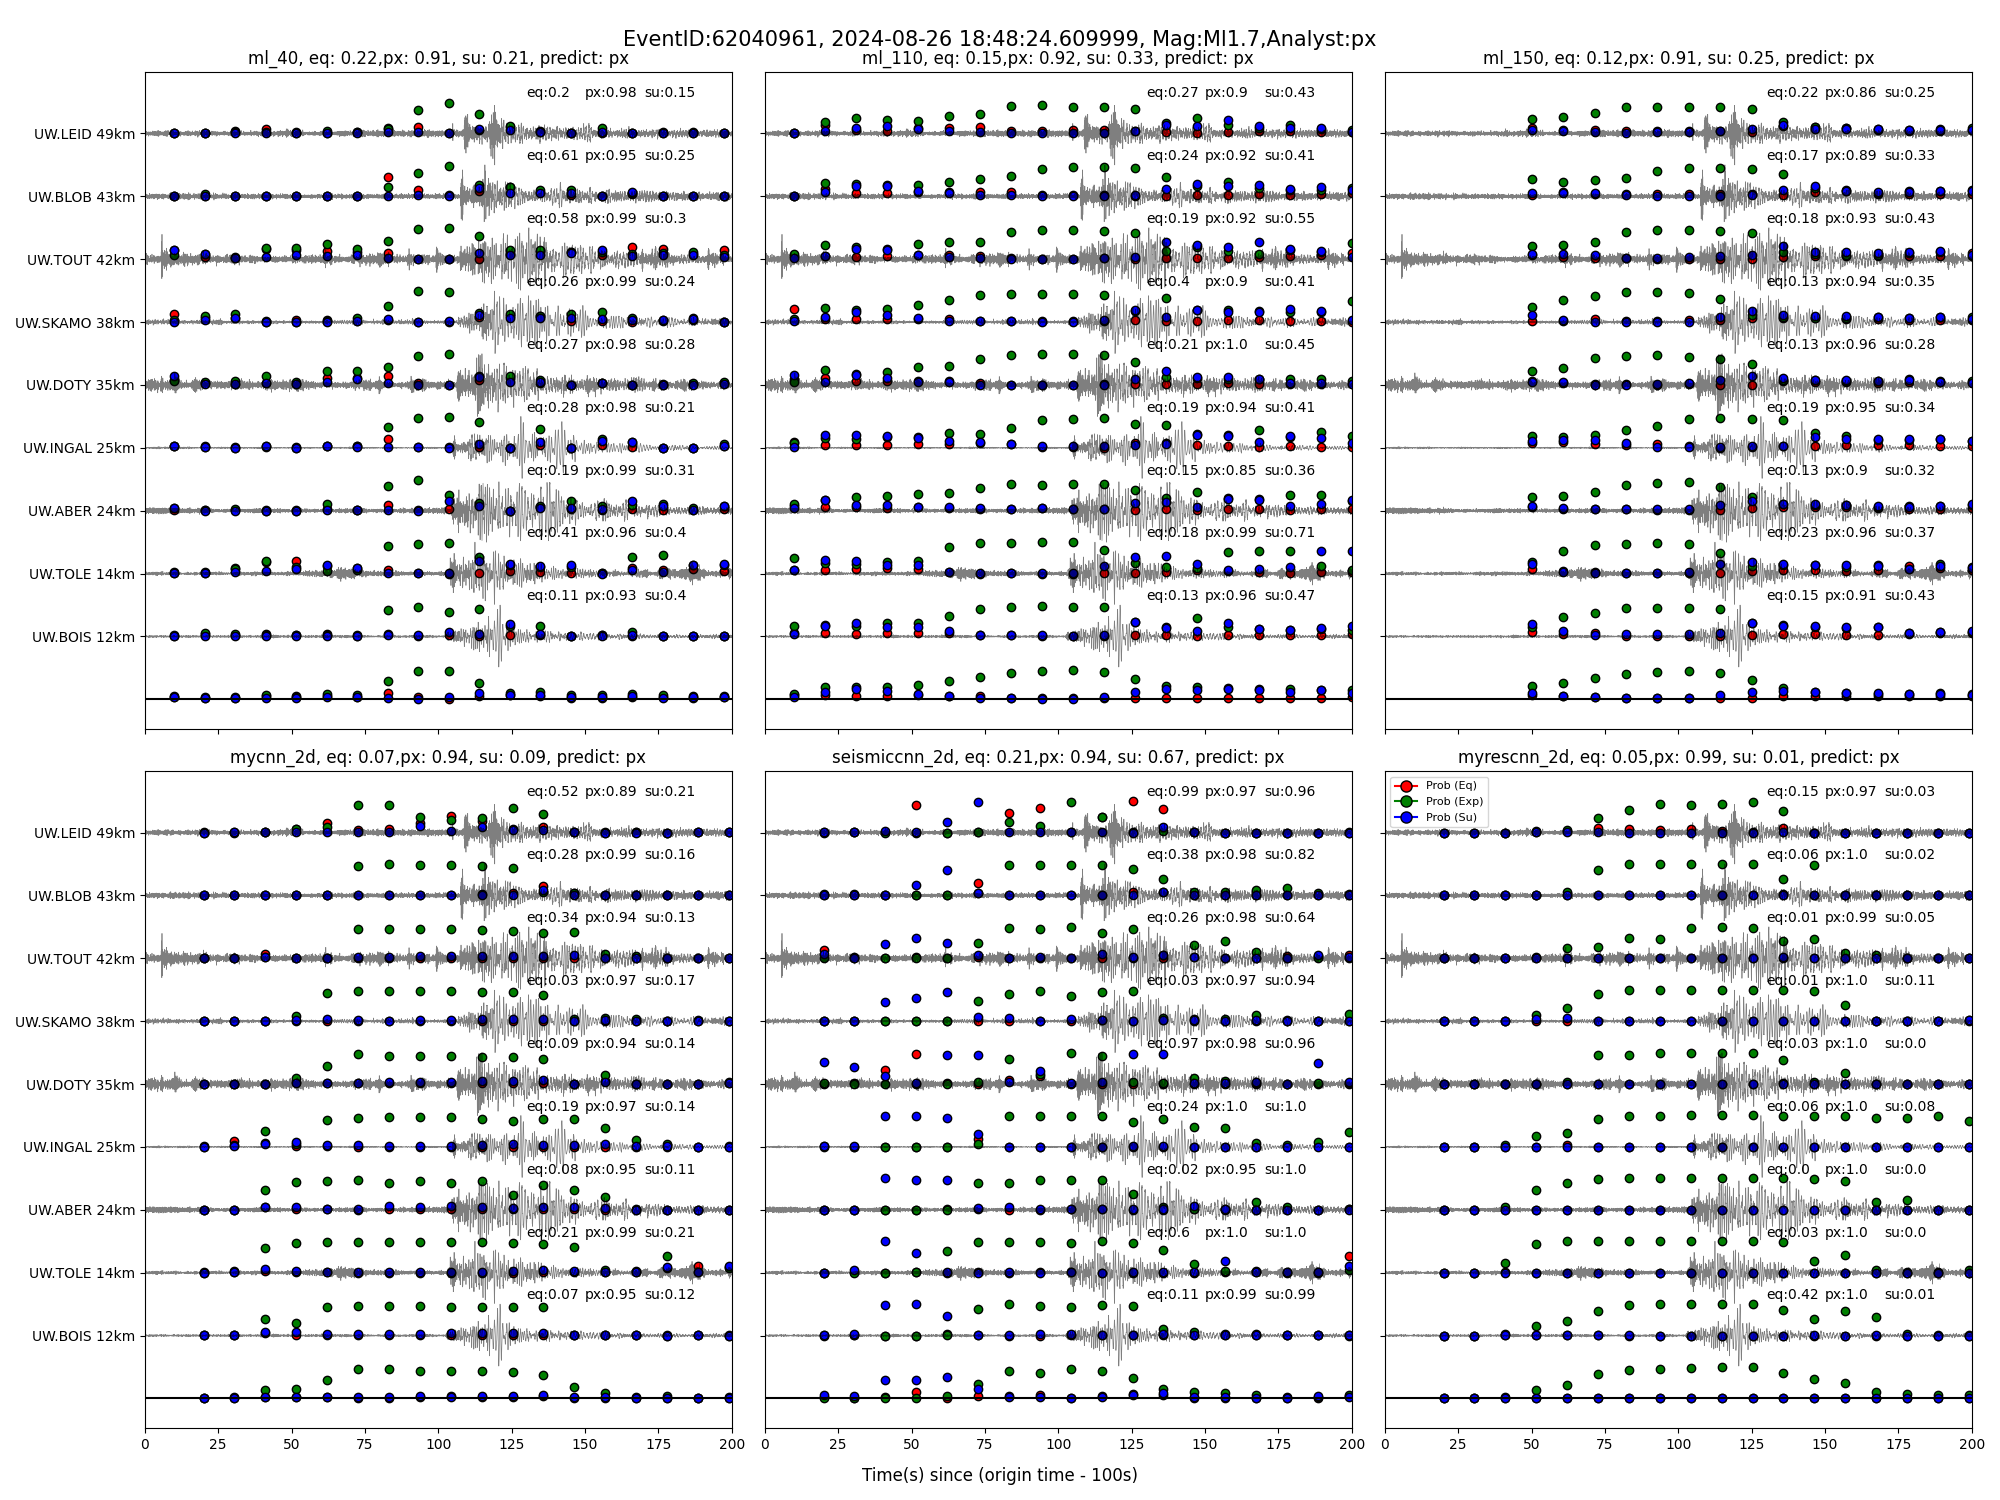 EventID:62040961, 2024-08-26 18:48:24.609999, Mag:Ml1.7,Analyst:px
ml_40, eq: 0.22,px: 0.91, su: 0.21, predict: px
UW.LEID 49km
eq:0.2 px:0.98 su:0.15
UW.BLOB 43km
eq:0.61 px:0.95 su:0.25
UW.TOUT 42km
eq:0.58 px:0.99 su:0.3
UW.SKAMO 38km
eq:0.26 px:0.99 su:0.24
UW.DOTY 35km
eq:0.27 px:0.98 su:0.28
UW.INGAL 25km
eq:0.28 px:0.98 su:0.21
UW.ABER 24km
eq:0.19 px:0.99 su:0.31
UW.TOLE 14km
eq:0.41 px:0.96 su:0.4
UW.BOIS 12km
eq:0.11 px:0.93 su:0.4
ml_110, eq: 0.15,px: 0.92, su: 0.33, predict: px
eq:0.27 px:0.9 su:0.43
eq:0.24 px:0.92 su:0.41
eq:0.19 px:0.92 su:0.55
eq:0.4 px:0.9 su:0.41
eq:0.21 px:1.0 su:0.45
eq:0.19 px:0.94 su:0.41
eq:0.15 px:0.85 su:0.36
eq:0.18 px:0.99 su:0.71
eq:0.13 px:0.96 su:0.47
ml_150, eq: 0.12,px: 0.91, su: 0.25, predict: px
eq:0.22 px:0.86 su:0.25
eq:0.17 px:0.89 su:0.33
eq:0.18 px:0.93 su:0.43
eq:0.13 px:0.94 su:0.35
eq:0.13 px:0.96 su:0.28
eq:0.19 px:0.95 su:0.34
eq:0.13 px:0.9 su:0.32
eq:0.23 px:0.96 su:0.37
eq:0.15 px:0.91 su:0.43
mycnn_2d, eq: 0.07,px: 0.94, su: 0.09, predict: px
UW.LEID 49km
eq:0.52 px:0.89 su:0.21
UW.BLOB 43km
eq:0.28 px:0.99 su:0.16
UW.TOUT 42km
eq:0.34 px:0.94 su:0.13
UW.SKAMO 38km
eq:0.03 px:0.97 su:0.17
UW.DOTY 35km
eq:0.09 px:0.94 su:0.14
UW.INGAL 25km
eq:0.19 px:0.97 su:0.14
UW.ABER 24km
eq:0.08 px:0.95 su:0.11
UW.TOLE 14km
eq:0.21 px:0.99 su:0.21
UW.BOIS 12km
eq:0.07 px:0.95 su:0.12
0 25 50 75 100 125 150 175 200
seismiccnn_2d, eq: 0.21,px: 0.94, su: 0.67, predict: px
eq:0.99 px:0.97 su:0.96
eq:0.38 px:0.98 su:0.82
eq:0.26 px:0.98 su:0.64
eq:0.03 px:0.97 su:0.94
eq:0.97 px:0.98 su:0.96
eq:0.24 px:1.0 su:1.0
eq:0.02 px:0.95 su:1.0
eq:0.6 px:1.0 su:1.0
eq:0.11 px:0.99 su:0.99
0 25 50 75 100 125 150 175 200
myrescnn_2d, eq: 0.05,px: 0.99, su: 0.01, predict: px
Prob (Eq)
Prob (Exp)
Prob (Su)
eq:0.15 px:0.97 su:0.03
eq:0.06 px:1.0 su:0.02
eq:0.01 px:0.99 su:0.05
eq:0.01 px:1.0 su:0.11
eq:0.03 px:1.0 su:0.0
eq:0.06 px:1.0 su:0.08
eq:0.0 px:1.0 su:0.0
eq:0.03 px:1.0 su:0.0
eq:0.42 px:1.0 su:0.01
0 25 50 75 100 125 150 175 200
Time(s) since (origin time - 100s)